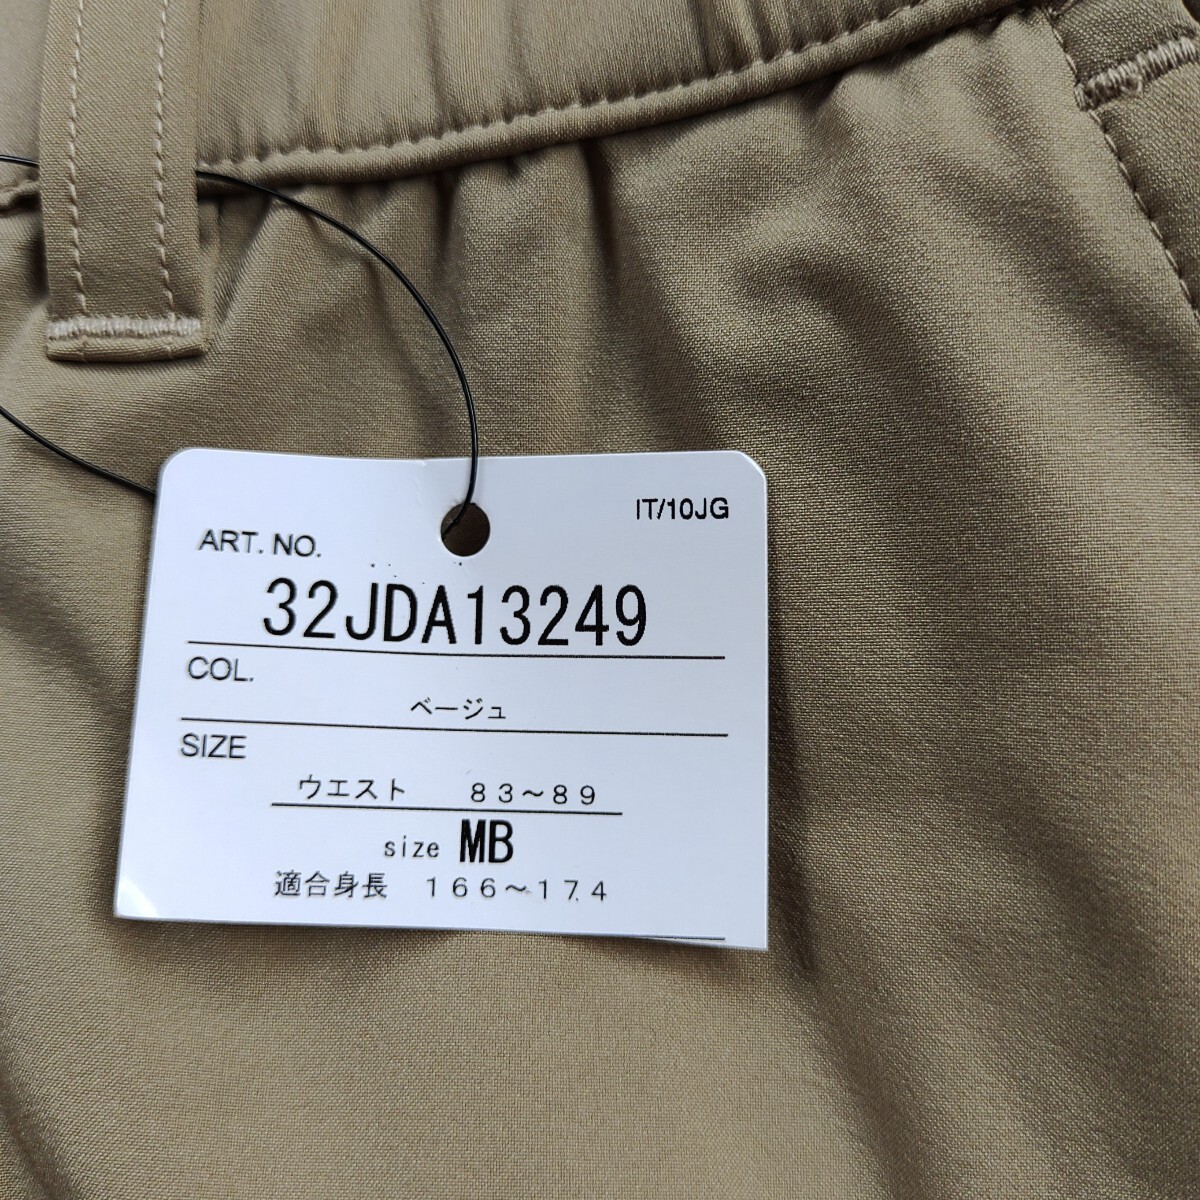 IT/10JG
ART. NO.
32JDA13249
COL.
ベージュ
SIZE
ウエスト 83~89
size MB
適合身長 166~174